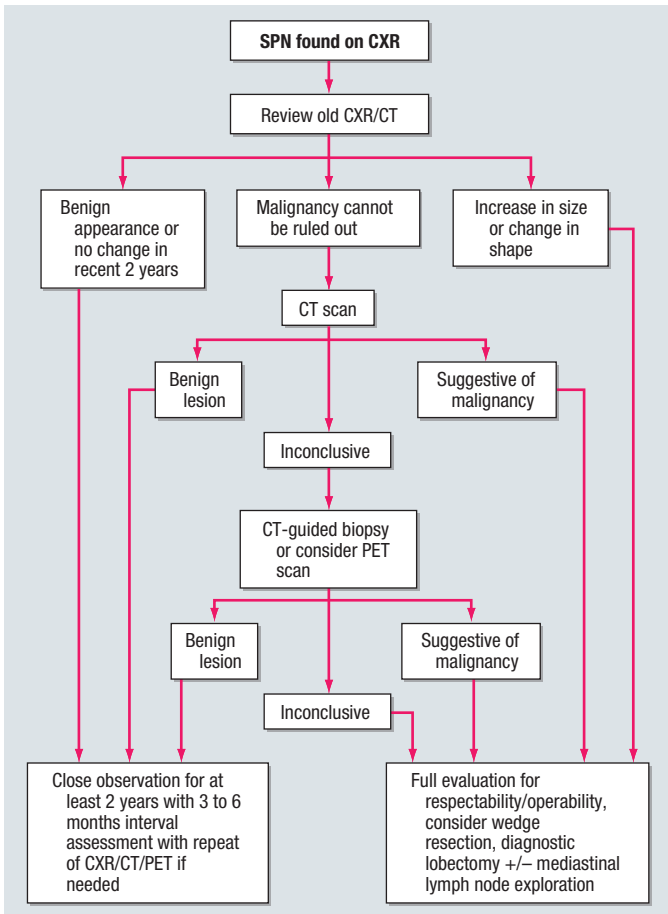 SPN found on CXR
Review old CXR/CT
Benign
appearance or
no change in
recent 2 years
Malignancy cannot
be ruled out
Increase in size
or change in
shape
CT scan
Benign
lesion
Suggestive of
malignancy
Inconclusive
CT-guided biopsy
or consider PET
scan
Benign
lesion
Suggestive of
malignancy
Inconclusive
Close observation for at
least 2 years with 3 to 6
months interval
assessment with repeat
of CXR/CT/PET if
needed
Full evaluation for
respectability/operability,
consider wedge
resection, diagnostic
lobectomy +/– mediastinal
lymph node exploration